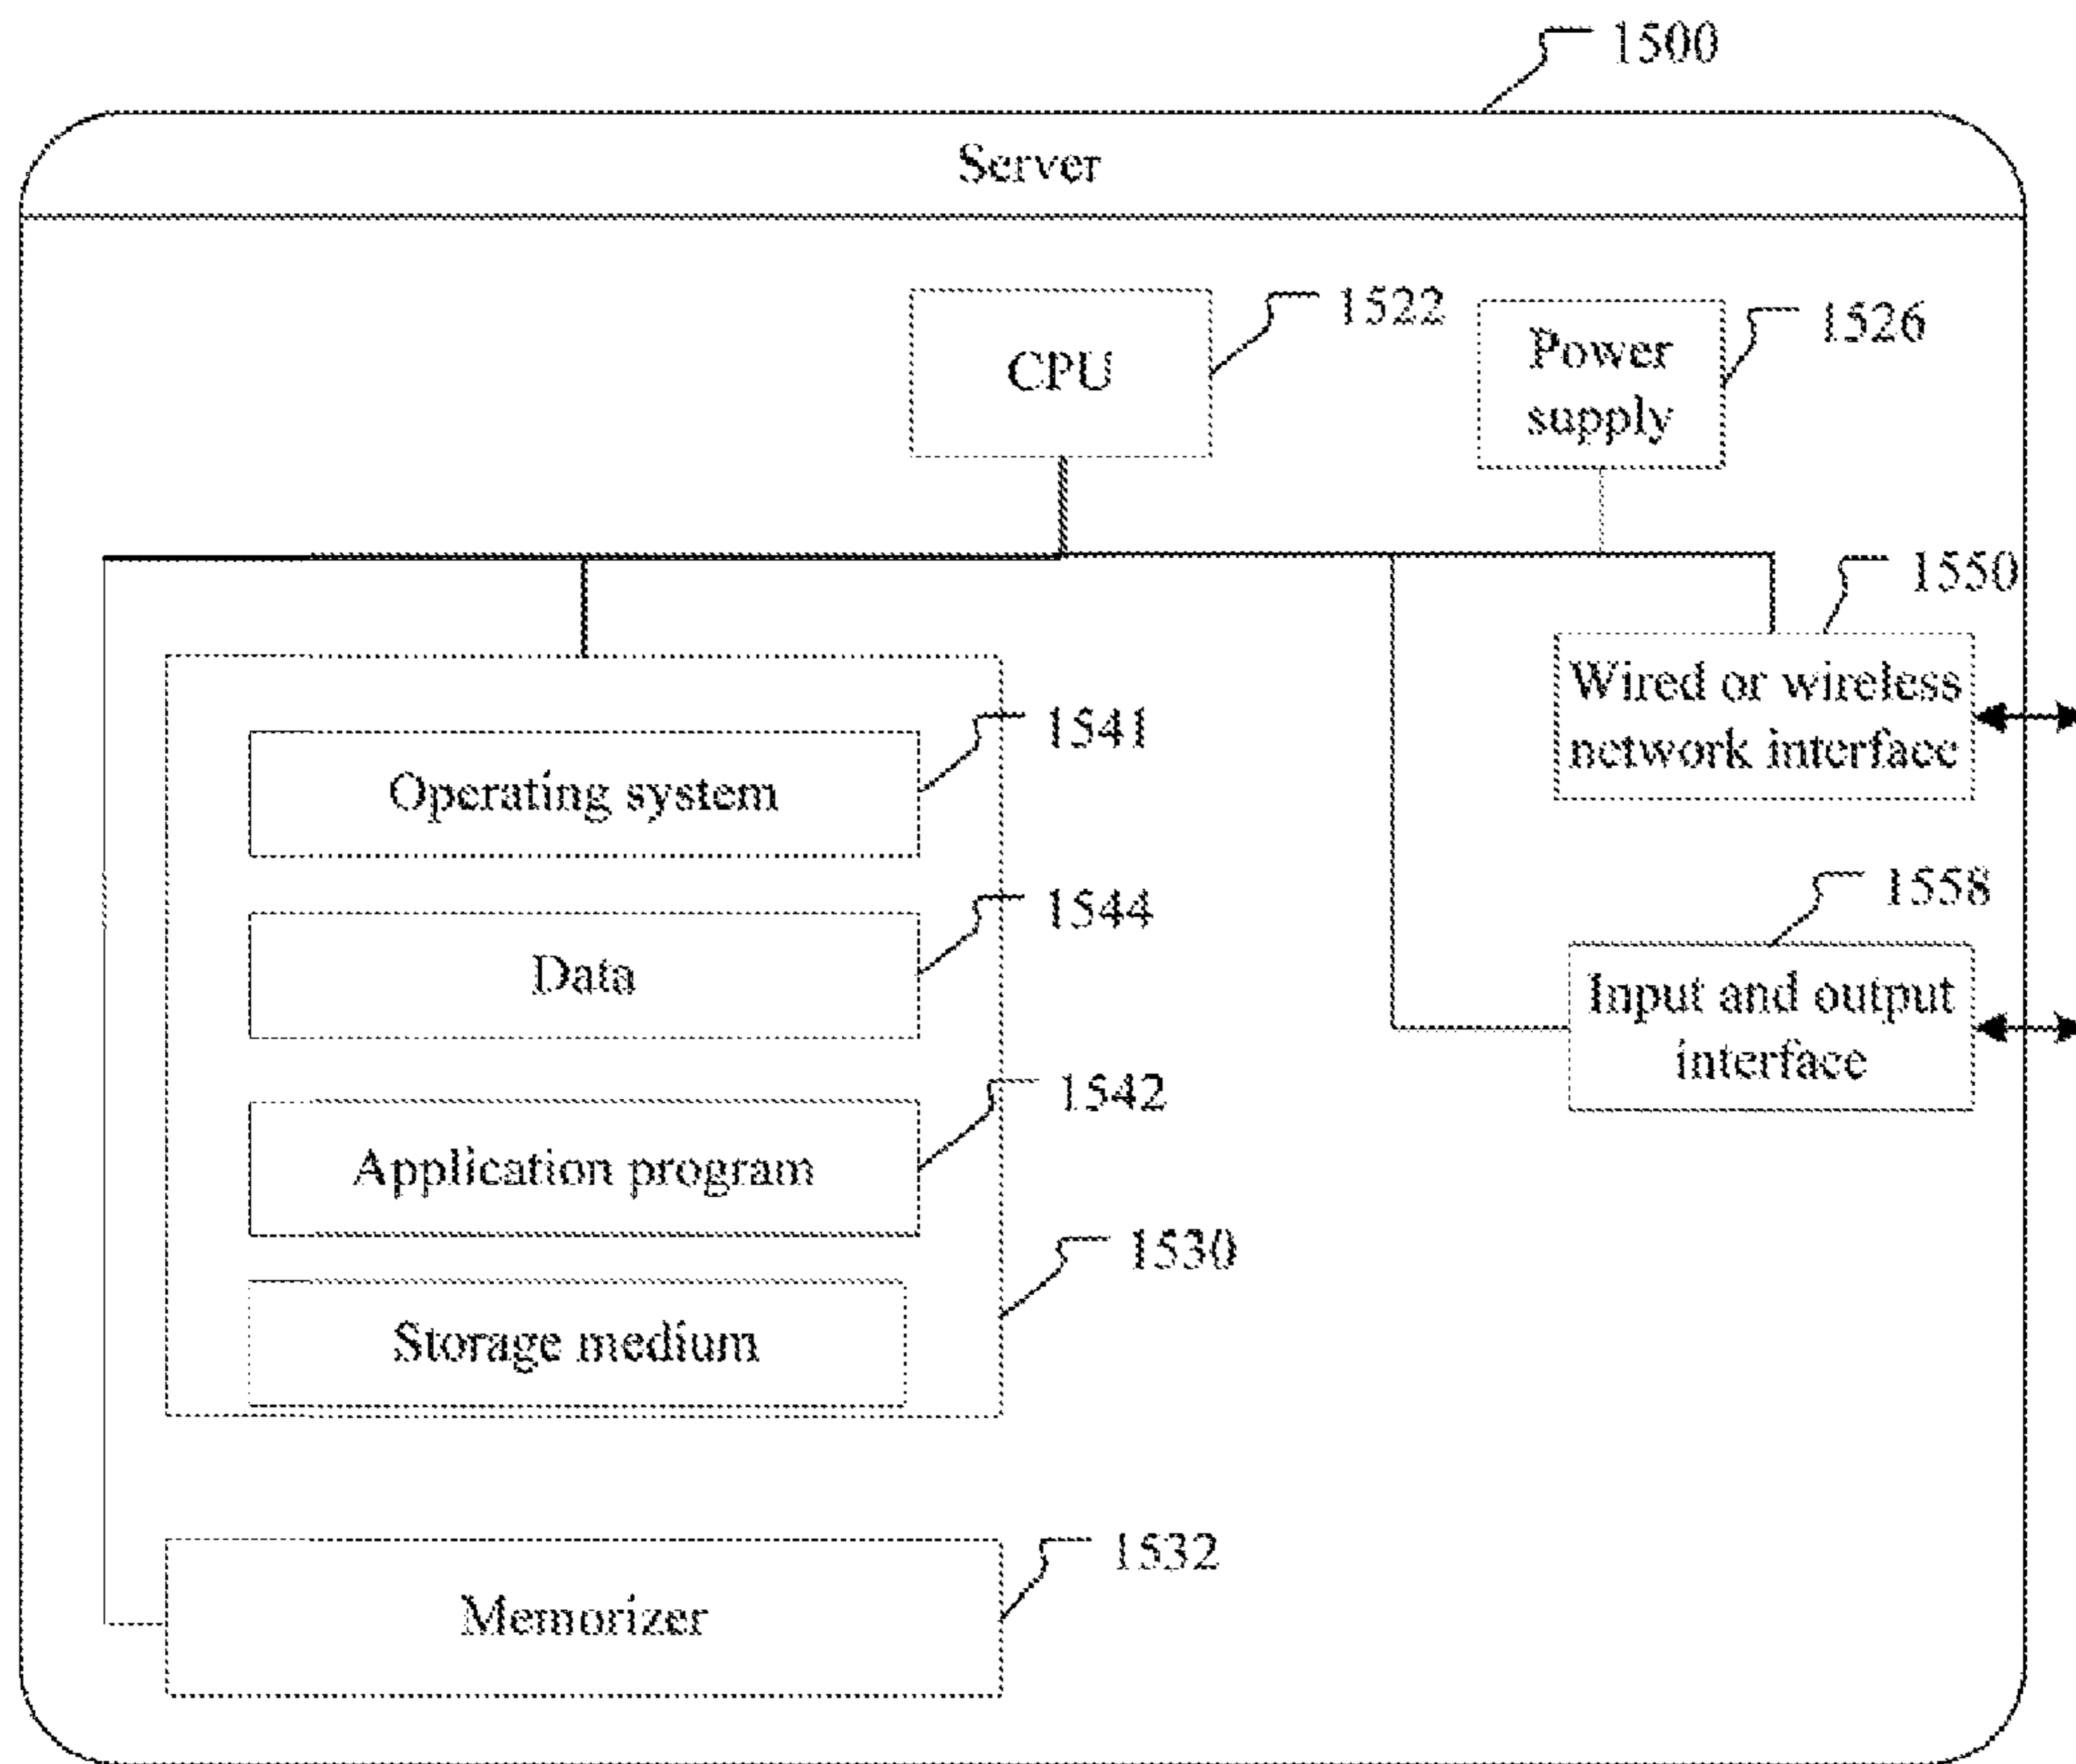 1500
Server
CPU
1522
Power
supply
1526
1550
Wired or wireless
network interface
1541
Operating system
1558
Input and output
interface
1544
Data
1542
Application program
1530
Storage medium
1532
Memorizer